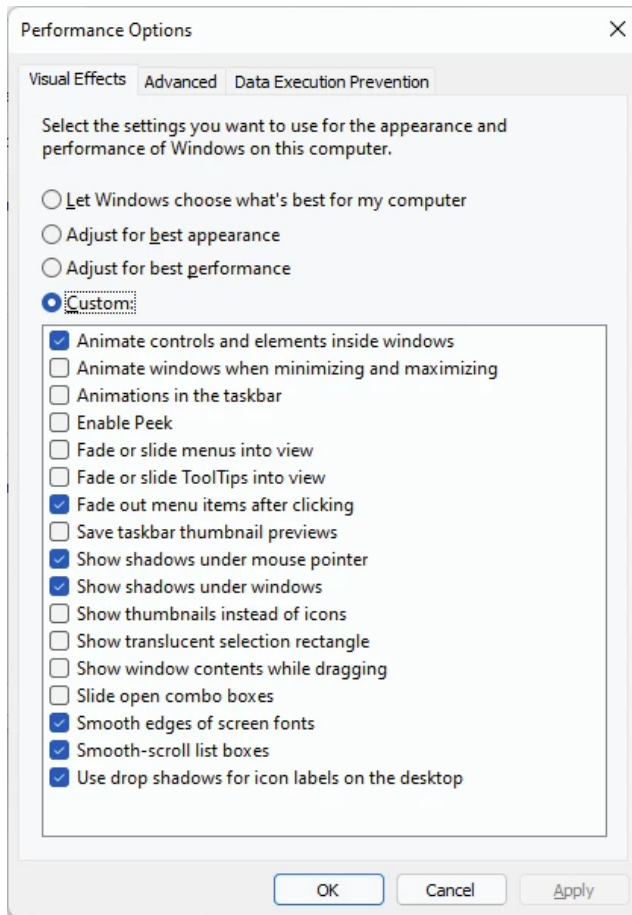 Performance Options
Visual Effects
Advanced
Data Execution Prevention
Select the settings you want to use for the appearance and
performance of Windows on this computer.
Let Windows choose what's best for my computer
Adjust for best appearance
Adjust for best performance
Custom:
Animate controls and elements inside windows
Animate windows when minimizing and maximizing
Animations in the taskbar
Enable Peek
Fade or slide menus into view
Fade or slide ToolTips into view
Fade out menu items after clicking
Save taskbar thumbnail previews
Show shadows under mouse pointer
Show shadows under windows
Show thumbnails instead of icons
Show translucent selection rectangle
Show window contents while dragging
Slide open combo boxes
Smooth edges of screen fonts
Smooth-scroll list boxes
Use drop shadows for icon labels on the desktop
OK
Cancel
Apply